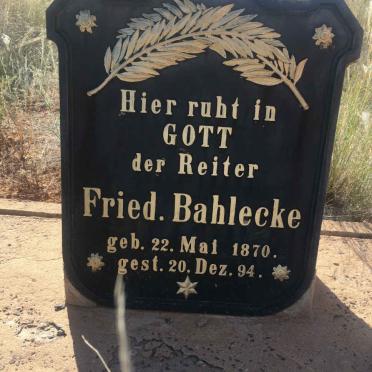 Hier ruht in
GOTT
der Reiter
Fried. Bahlecke
geb. 22. Mai 1870.
gest. 20. Dez. 94.